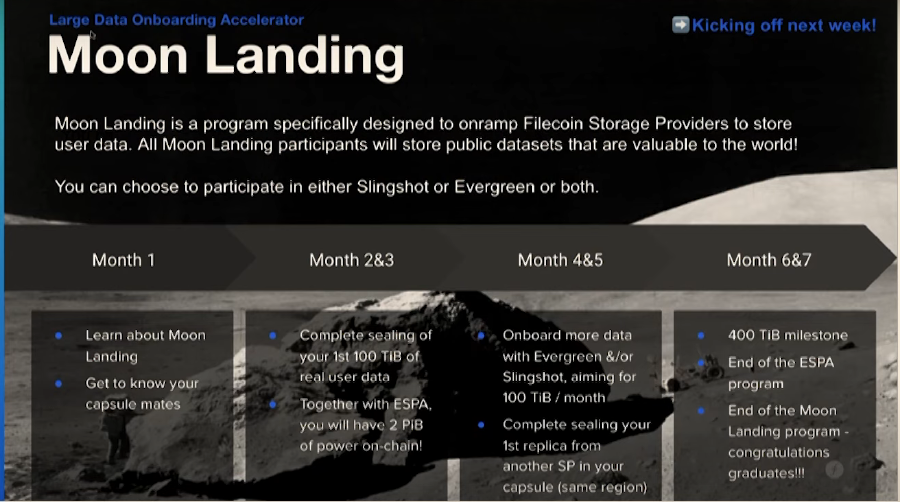 Large Data Onboarding Accelerator
➡Kicking off next week!
Moon Landing
Moon Landing is a program specifically designed to onramp Filecoin Storage Providers to store
user data. All Moon Landing participants will store public datasets that are valuable to the world!
You can choose to participate in either Slingshot or Evergreen or both.
Month 1
Month 2&3
Month 4&5
Month 6&7
• Learn about Moon
Landing
• Get to know your
capsule mates
• Complete sealing of
your 1st 100 TiB of
real user data
• Together with ESPA,
you will have 2 PiB
of power on-chain!
• Onboard more data
with Evergreen &/or
Slingshot, aiming for
100 TiB / month
• Complete sealing your
1st replica from
another SP in your
capsule (same region)
• 400 TiB milestone
• End of the ESPA
program
• End of the Moon
Landing program -
congratulations
graduates!!!